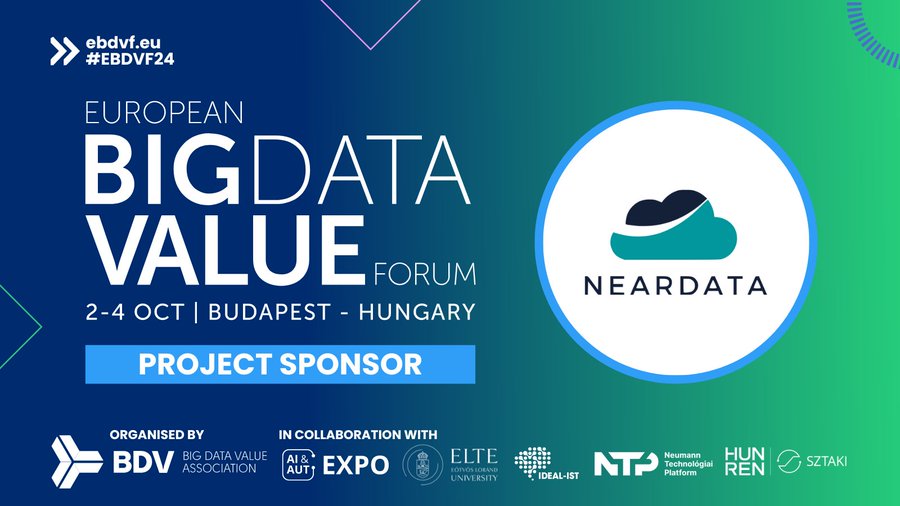 ebdvf.eu
#EBDVF24
EUROPEAN
BIGDATA
VALUE FORUM
2-4 OCT | BUDAPEST - HUNGARY
PROJECT SPONSOR
NEARDATA
ORGANISED BY
BDV BIG DATA VALUE
ASSOCIATION
IN COLLABORATION WITH
AI &
AUT EXPO
ELTE
EÖTVÖS LORÁND
UNIVERSITY
IDEAL-IST
NTP
Neumann
Technológiai
Platform
HUN
REN
SZTAKI